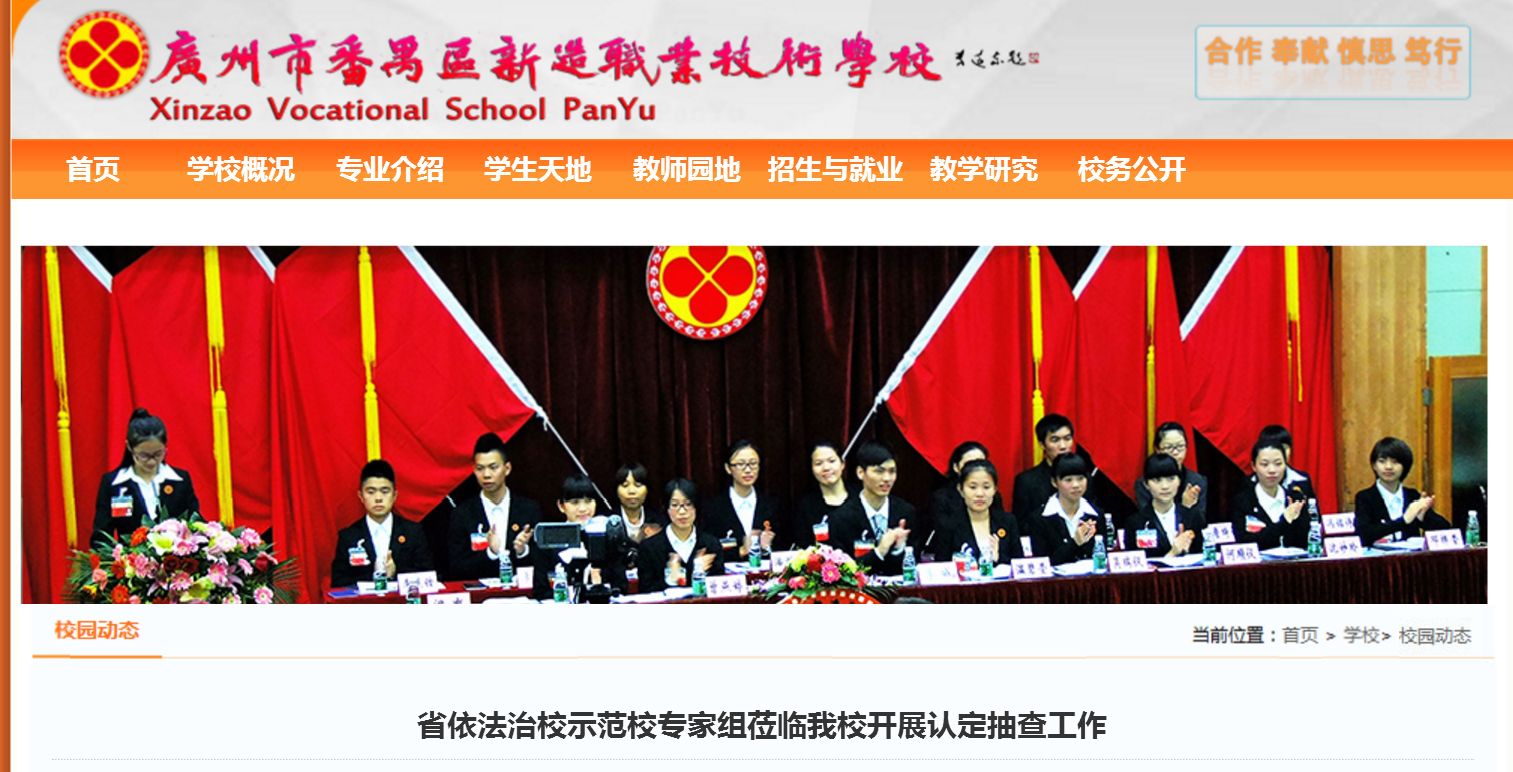 廣州市番禺區新造職業技術學校
Xinzao Vocational School PanYu
合作 奉献 慎思 笃行
首页 学校概况 专业介绍 学生天地 教师园地 招生与就业 教学研究 校务公开
校园动态
当前位置：首页 > 学校> 校园动态
省依法治校示范校专家组莅临我校开展认定抽查工作